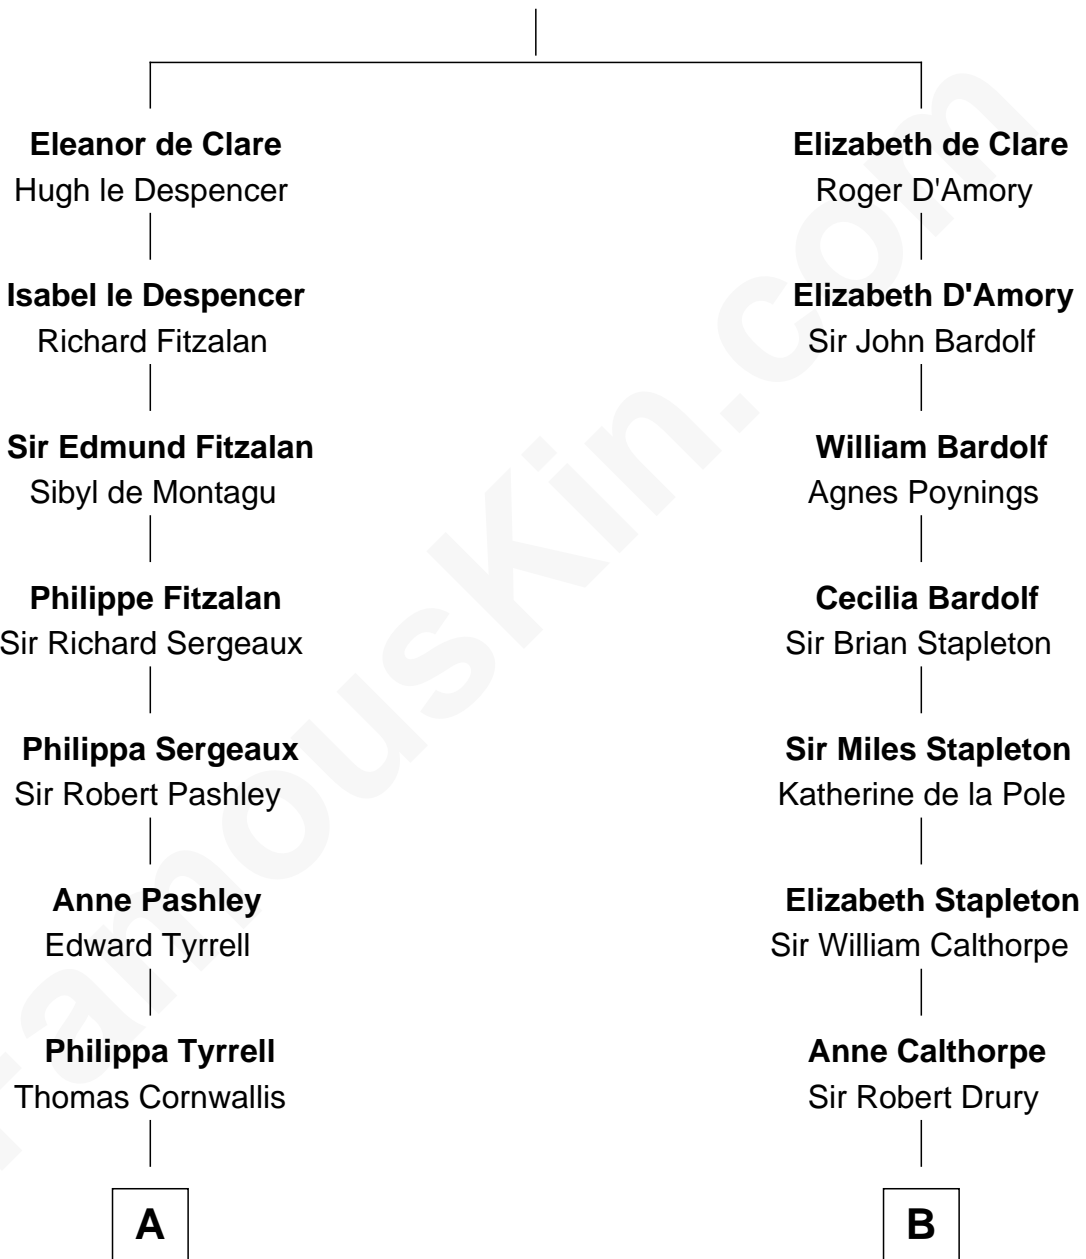 Eleanor de Clare
Hugh le Despencer
Isabel le Despencer
Richard Fitzalan
Sir Edmund Fitzalan
Sibyl de Montagu
Philippe Fitzalan
Sir Richard Sergeaux
Philippa Sergeaux
Sir Robert Pashley
Anne Pashley
Edward Tyrrell
Philippa Tyrrell
Thomas Cornwallis
A
Elizabeth de Clare
Roger D'Amory
Elizabeth D'Amory
Sir John Bardolf
William Bardolf
Agnes Poynings
Cecilia Bardolf
Sir Brian Stapleton
Sir Miles Stapleton
Katherine de la Pole
Elizabeth Stapleton
Sir William Calthorpe
Anne Calthorpe
Sir Robert Drury
B
FamousKin.com